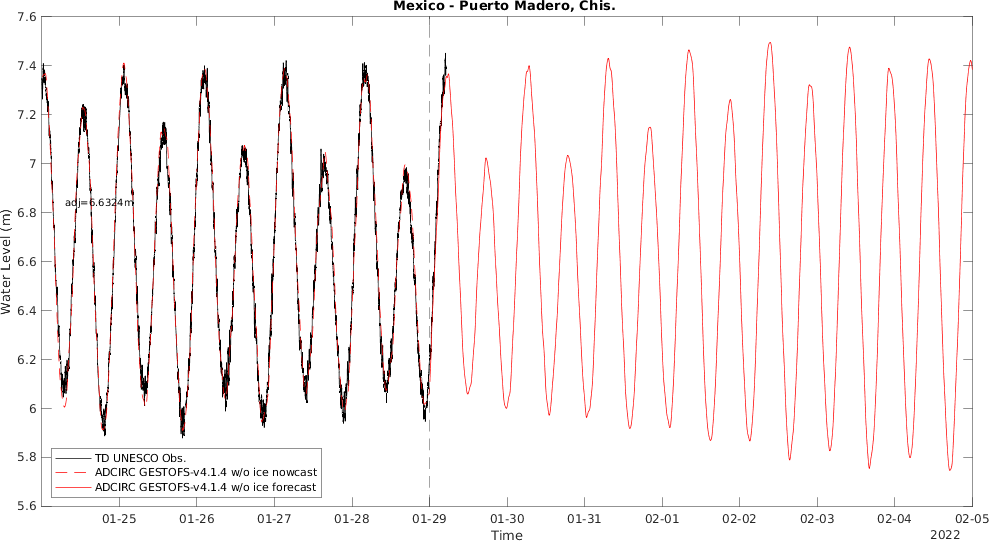 Mexico - Puerto Madero, Chis.
7.6
7.4
7.2
7
6.8
6.6
6.4
6.2
6
5.8
5.6
Water Level (m)
adj=6.6324m
TD UNESCO Obs.
ADCIRC GESTOFS-v4.1.4 w/o ice nowcast
ADCIRC GESTOFS-v4.1.4 w/o ice forecast
01-25 01-26 01-27 01-28 01-29 01-30 01-31 02-01 02-02 02-03 02-04 02-05
Time
2022